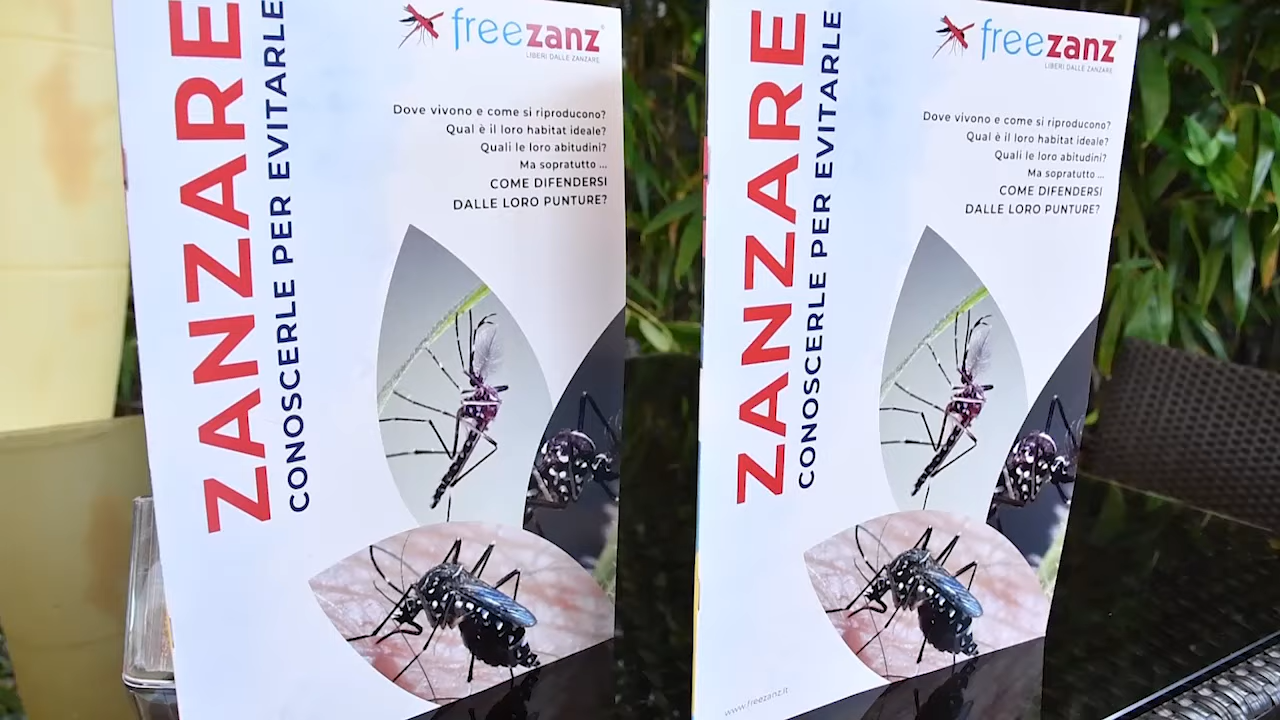 ZANZARE
CONOSCERLE PER EVITARLE
freezanz®
LIBERI DALLE ZANZARE
Dove vivono e come si riproducono?
Qual è il loro habitat ideale?
Quali le loro abitudini?
Ma sopratutto ...
COME DIFENDERSI
DALLE LORO PUNTURE?
ZANZARE
CONOSCERLE PER EVITARLE
freezanz®
LIBERI DALLE ZANZARE
Dove vivono e come si riproducono?
Qual è il loro habitat ideale?
Quali le loro abitudini?
Ma sopratutto ...
COME DIFENDERSI
DALLE LORO PUNTURE?
www.freezanz.it